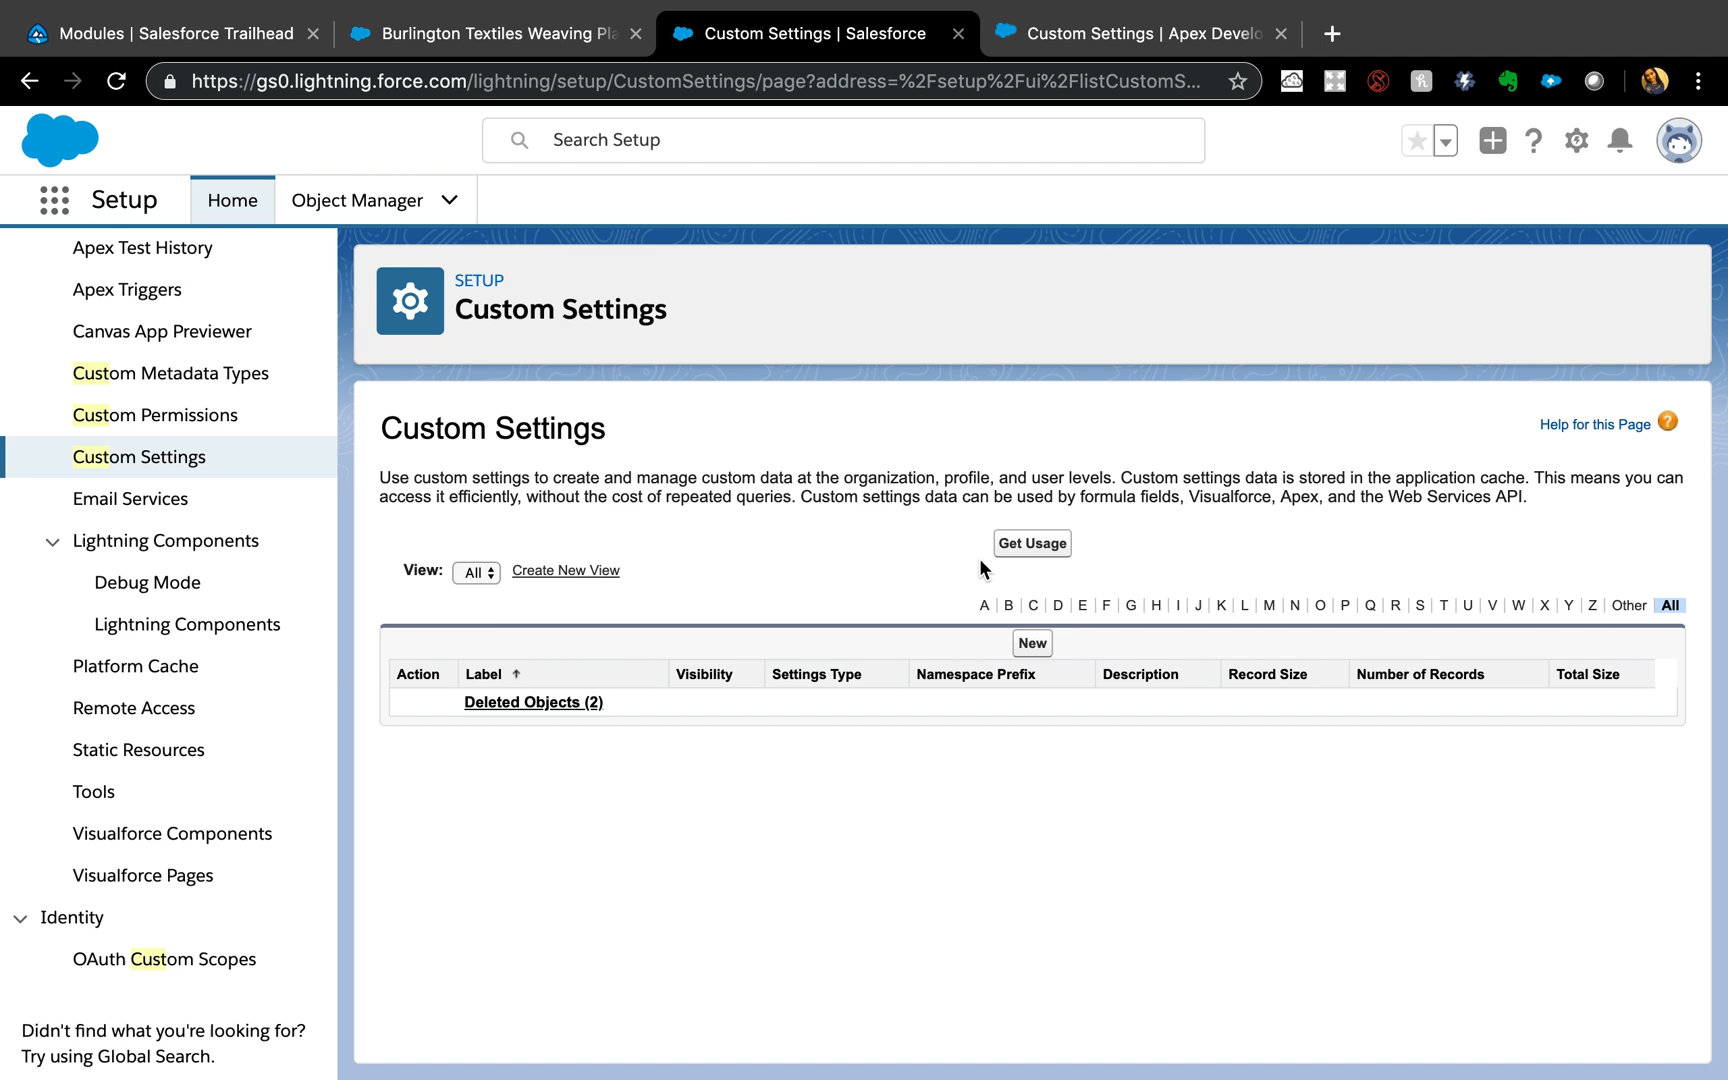 Modules | Salesforce Trailhead
Burlington Textiles Weaving Pla
Custom Settings | Salesforce
Custom Settings | Apex Develo
https://gs0.lightning.force.com/lightning/setup/CustomSettings/page?address=%2Fsetup%2Fui%2FlistCustomS...
Search Setup
Setup
Home
Object Manager
Apex Test History
Apex Triggers
Canvas App Previewer
Custom Metadata Types
Custom Permissions
Custom Settings
Email Services
Lightning Components
Debug Mode
Lightning Components
Platform Cache
Remote Access
Static Resources
Tools
Visualforce Components
Visualforce Pages
Identity
OAuth Custom Scopes
Didn't find what you're looking for?
Try using Global Search.
SETUP
Custom Settings
Custom Settings
Help for this Page
Use custom settings to create and manage custom data at the organization, profile, and user levels. Custom settings data is stored in the application cache. This means you can
access it efficiently, without the cost of repeated queries. Custom settings data can be used by formula fields, Visualforce, Apex, and the Web Services API.
Get Usage
View: All Create New View
A | B | C | D | E | F | G | H | I | J | K | L | M | N | O | P | Q | R | S | T | U | V | W | X | Y | Z | Other All
New
Action Label Visibility Settings Type Namespace Prefix Description Record Size Number of Records Total Size
Deleted Objects (2)